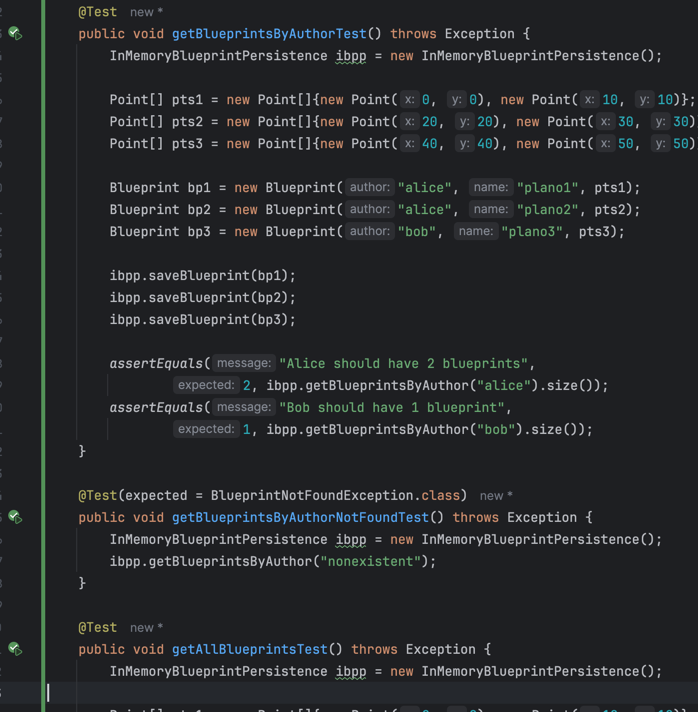 @Test new *
public void getBlueprintsByAuthorTest() throws Exception {
InMemoryBlueprintPersistence ibpp = new InMemoryBlueprintPersistence();
Point[] pts1 = new Point[]{new Point( x: 0, y: 0), new Point( x: 10, y: 10)};
Point[] pts2 = new Point[]{new Point( x: 20, y: 20), new Point( x: 30, y: 30)
Point[] pts3 = new Point[]{new Point( x: 40, y: 40), new Point( x: 50, y: 50)
Blueprint bp1 = new Blueprint( author: "alice", name: "plano1", pts1);
Blueprint bp2 = new Blueprint( author: "alice", name: "plano2", pts2);
Blueprint bp3 = new Blueprint( author: "bob", name: "plano3", pts3);
ibpp.saveBlueprint(bp1);
ibpp.saveBlueprint(bp2);
ibpp.saveBlueprint(bp3);
assertEquals( message: "Alice should have 2 blueprints",
expected: 2, ibpp.getBlueprintsByAuthor("alice").size());
assertEquals( message: "Bob should have 1 blueprint",
expected: 1, ibpp.getBlueprintsByAuthor("bob").size());
}
@Test(expected = BlueprintNotFoundException.class) new *
public void getBlueprintsByAuthorNotFoundTest() throws Exception {
InMemoryBlueprintPersistence ibpp = new InMemoryBlueprintPersistence();
ibpp.getBlueprintsByAuthor("nonexistent");
}
@Test new *
public void getAllBlueprintsTest() throws Exception {
InMemoryBlueprintPersistence ibpp = new InMemoryBlueprintPersistence();